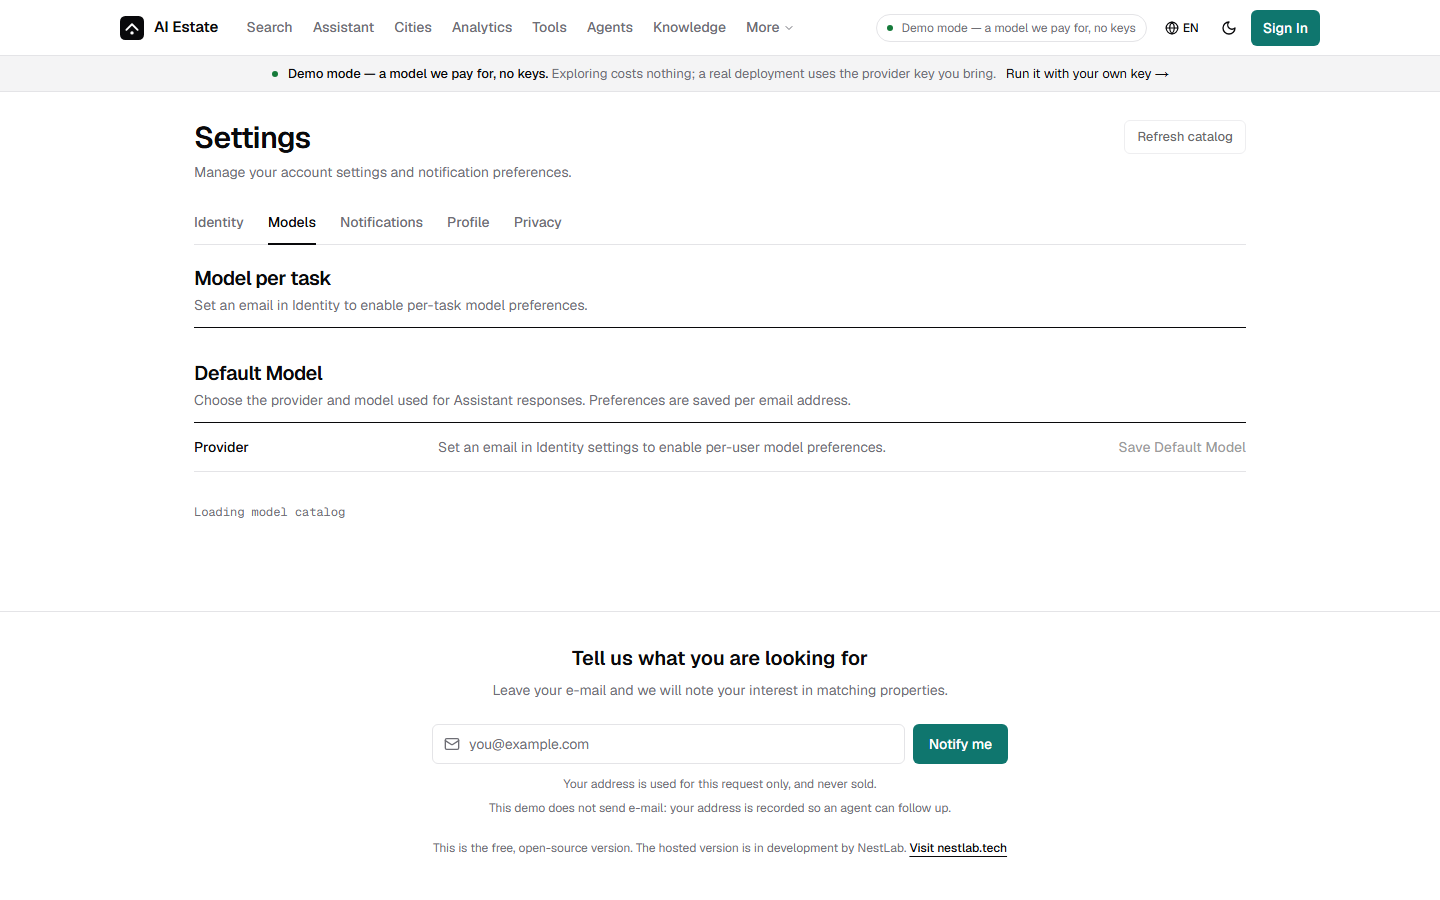 AI Estate
Search
Assistant
Cities
Analytics
Tools
Agents
Knowledge
More
Demo mode — a model we pay for, no keys
EN
Sign In
Demo mode — a model we pay for, no keys. Exploring costs nothing; a real deployment uses the provider key you bring. Run it with your own key →
Settings
Refresh catalog
Manage your account settings and notification preferences.
Identity
Models
Notifications
Profile
Privacy
Model per task
Set an email in Identity to enable per-task model preferences.
Default Model
Choose the provider and model used for Assistant responses. Preferences are saved per email address.
Provider
Set an email in Identity settings to enable per-user model preferences.
Save Default Model
Loading model catalog
Tell us what you are looking for
Leave your e-mail and we will note your interest in matching properties.
you@example.com
Notify me
Your address is used for this request only, and never sold.
This demo does not send e-mail: your address is recorded so an agent can follow up.
This is the free, open-source version. The hosted version is in development by NestLab. Visit nestlab.tech